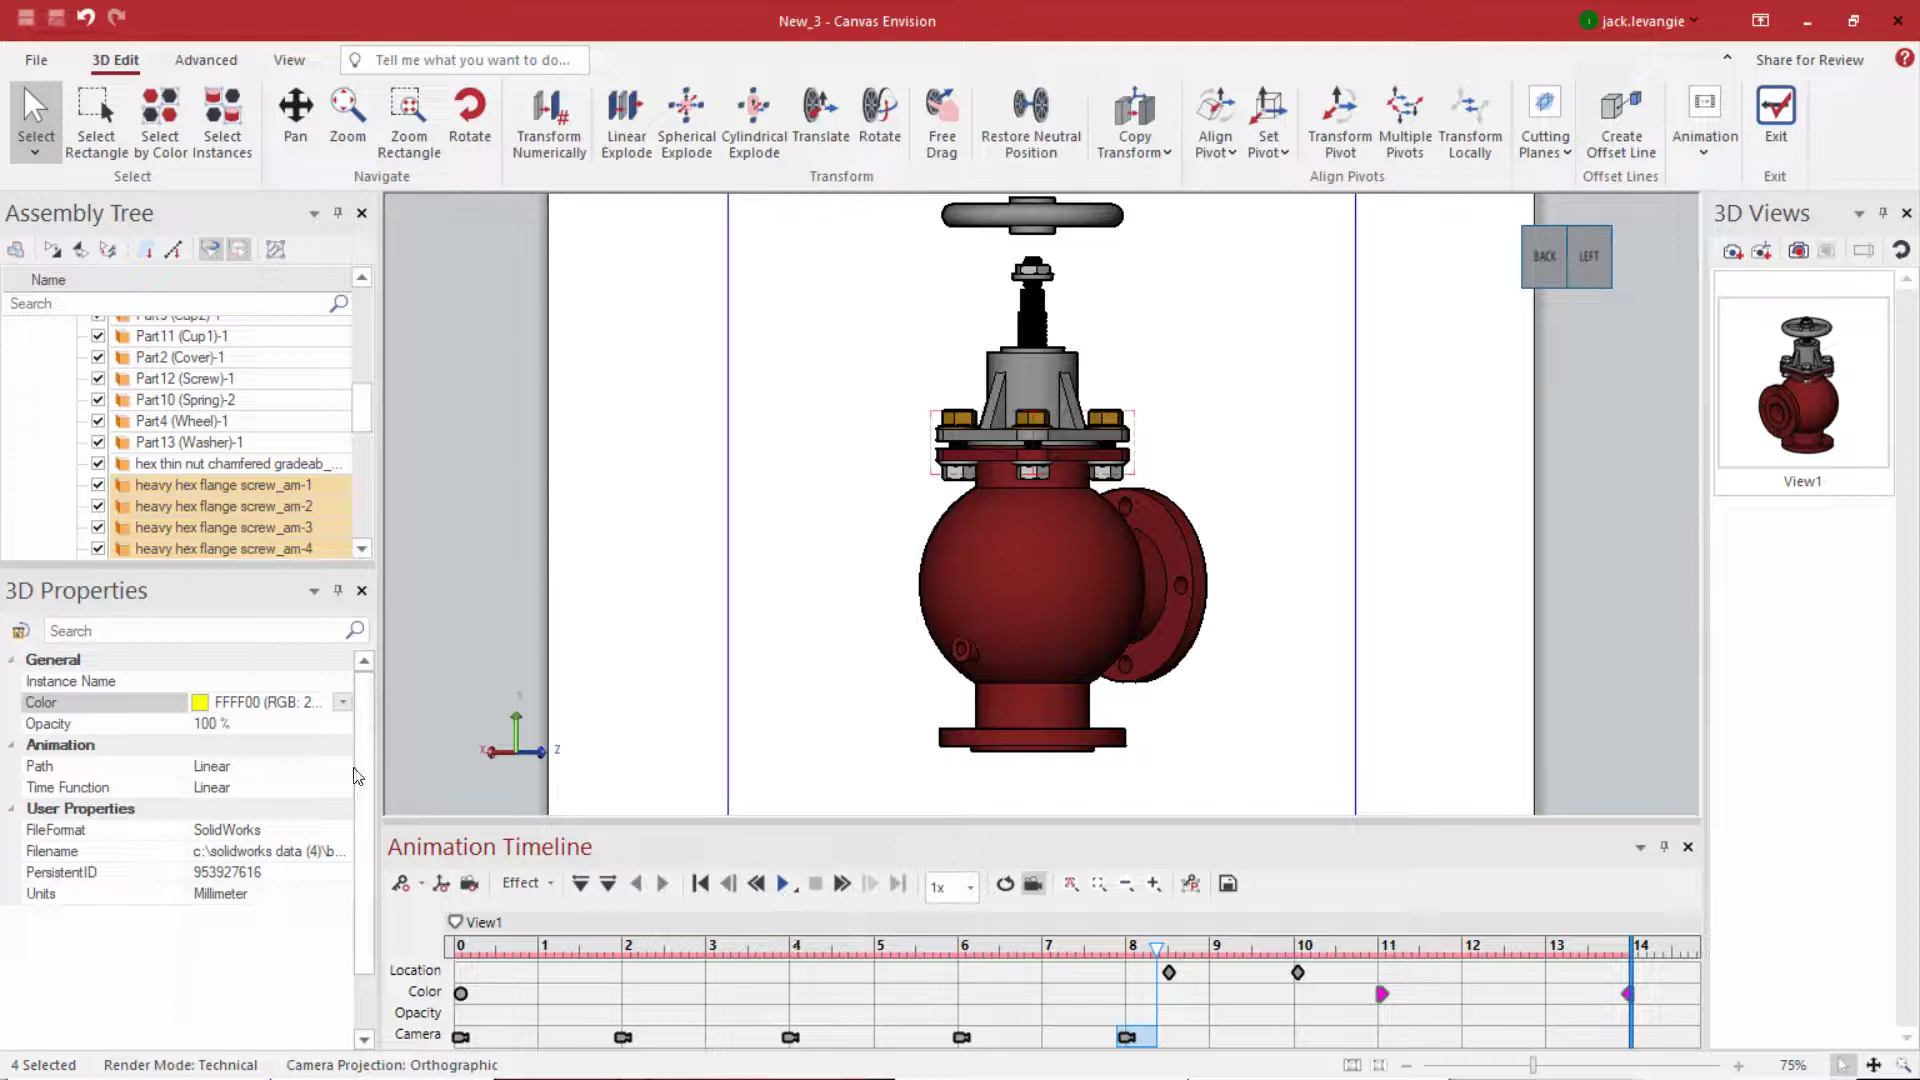 New_3 - Canvas Envision
jack.levangie
File
3D Edit
Advanced
View
Tell me what you want to do...
Share for Review
Select
Select Rectangle
Select by Color
Select Instances
Pan
Zoom
Zoom Rectangle
Rotate
Transform Numerically
Linear Explode
Spherical Explode
Cylindrical Explode
Translate
Rotate
Free Drag
Restore Neutral Position
Copy Transform
Align Pivot
Set Pivot
Transform Pivot
Multiple Pivots
Transform Locally
Cutting Planes
Create Offset Line
Animation
Exit
Select
Navigate
Transform
Align Pivots
Offset Lines
Exit
Assembly Tree
Name
Search
Part11 (Cup1)-1
Part2 (Cover)-1
Part12 (Screw)-1
Part10 (Spring)-2
Part4 (Wheel)-1
Part13 (Washer)-1
hex thin nut chamfered gradeab_...
heavy hex flange screw_am-1
heavy hex flange screw_am-2
heavy hex flange screw_am-3
heavy hex flange screw_am-4
3D Properties
Search
General
Instance Name
Color FFFF00 (RGB: 2...
Opacity 100 %
Animation
Path Linear
Time Function Linear
User Properties
FileFormat SolidWorks
Filename c:\solidworks data (4)\b...
PersistentID 953927616
Units Millimeter
BACK LEFT
X Z
3D Views
View1
Animation Timeline
Effect
1x
View1
0 1 2 3 4 5 6 7 8 9 10 11 12 13 14
Location
Color
Opacity
Camera
4 Selected
Render Mode: Technical
Camera Projection: Orthographic
75%